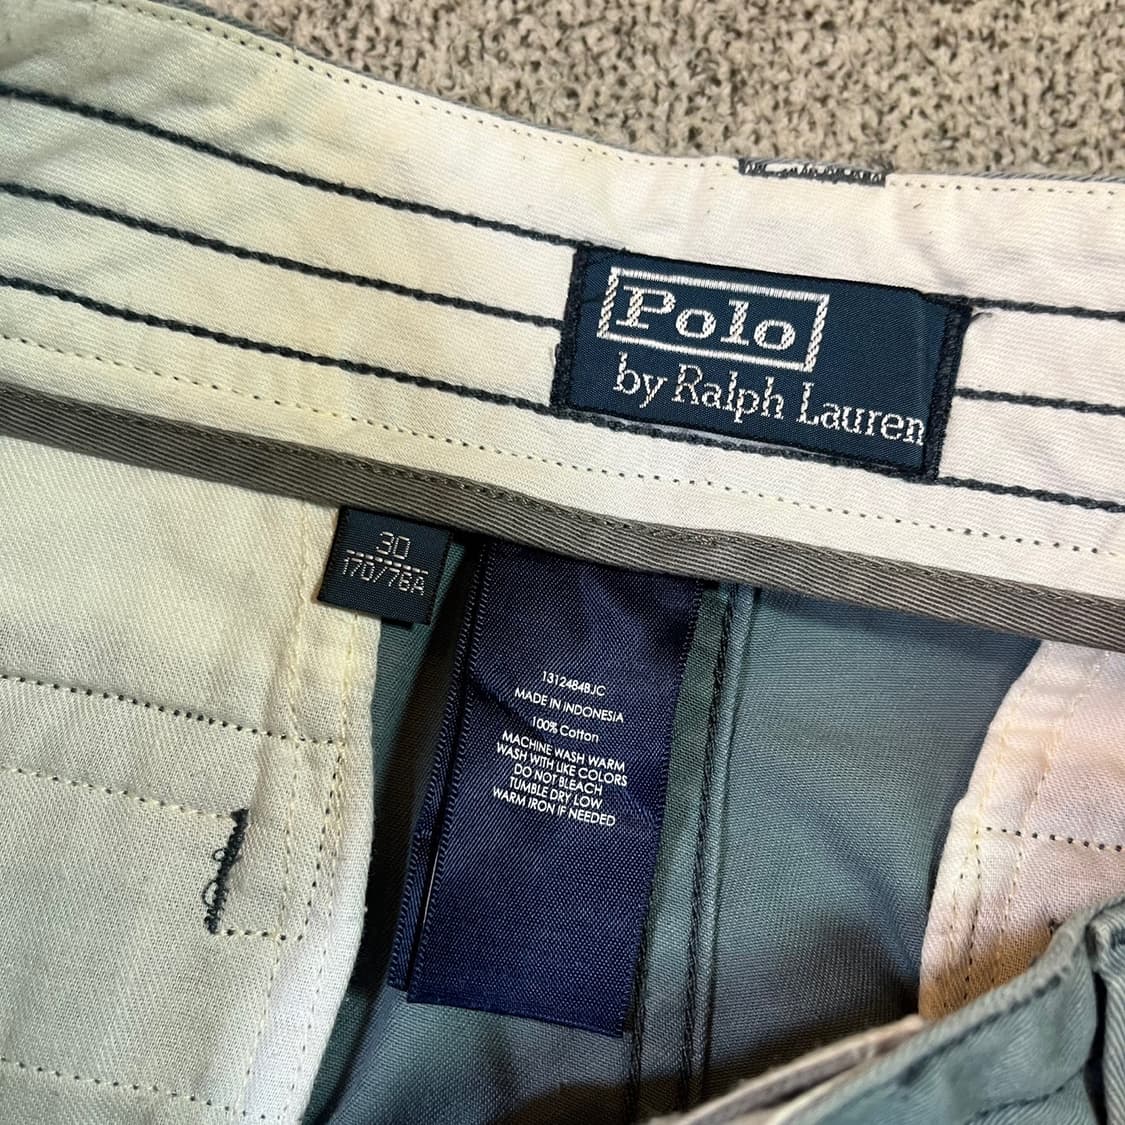 Polo
by Ralph Lauren
30
170/76A
1312484BJC
MADE IN INDONESIA
100% Cotton
MACHINE WASH WARM
WASH WITH LIKE COLORS
DO NOT BLEACH
TUMBLE DRY LOW
WARM IRON IF NEEDED